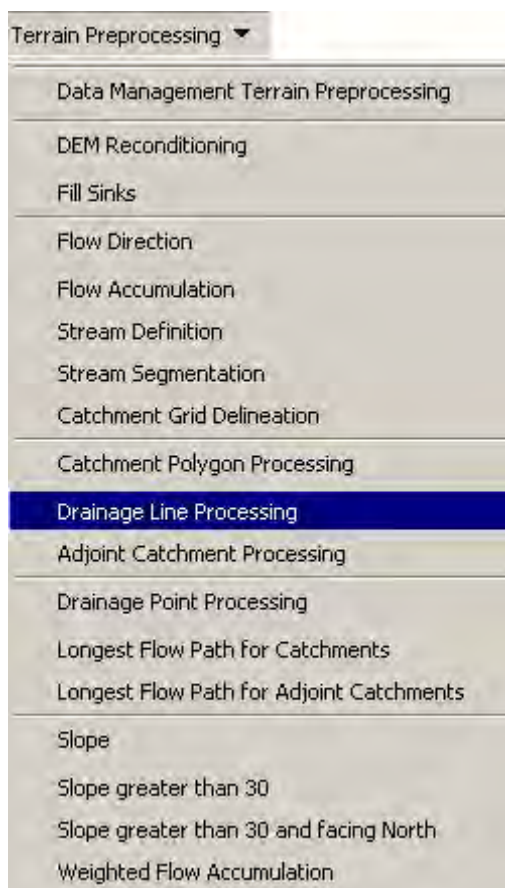 Terrain Preprocessing
Data Management Terrain Preprocessing
DEM Reconditioning
Fill Sinks
Flow Direction
Flow Accumulation
Stream Definition
Stream Segmentation
Catchment Grid Delineation
Catchment Polygon Processing
Drainage Line Processing
Adjoint Catchment Processing
Drainage Point Processing
Longest Flow Path for Catchments
Longest Flow Path for Adjoint Catchments
Slope
Slope greater than 30
Slope greater than 30 and facing North
Weighted Flow Accumulation